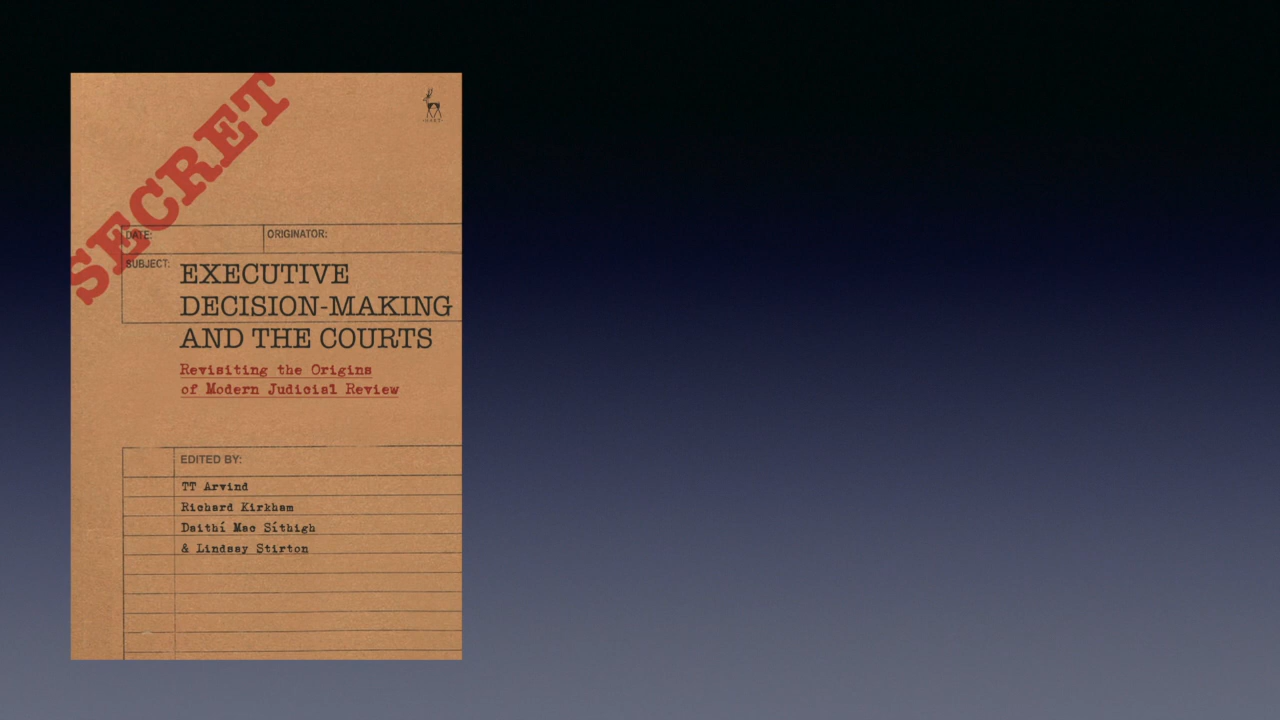 SECRET
HART
DATE:
ORIGINATOR:
SUBJECT:
EXECUTIVE
DECISION-MAKING
AND THE COURTS
Revisiting the Origins
of Modern Judicial Review
EDITED BY:
TT Arvind
Richard Kirkham
Daithí Mac Síthigh
& Lindsay Stirton